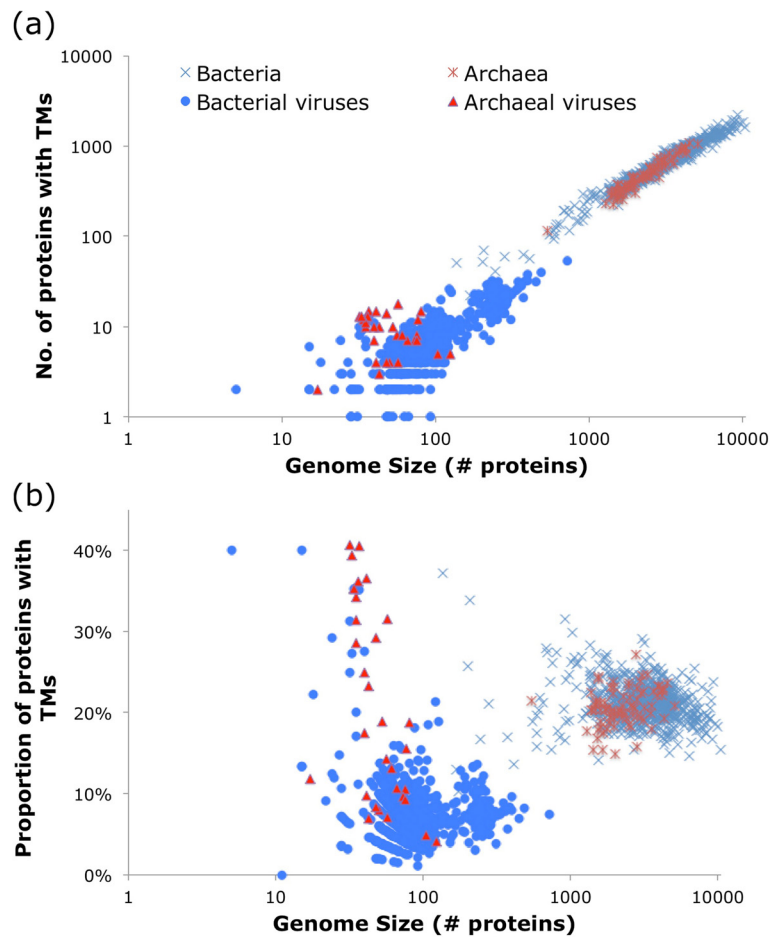 (a)
10000
1000
100
10
1
No. of proteins with TMs
Bacteria
Archaea
Bacterial viruses
Archaeal viruses
1
10
100
1000
10000
Genome Size (# proteins)
(b)
40%
30%
20%
10%
0%
Proportion of proteins with
TMs
1
10
100
1000
10000
Genome Size (# proteins)